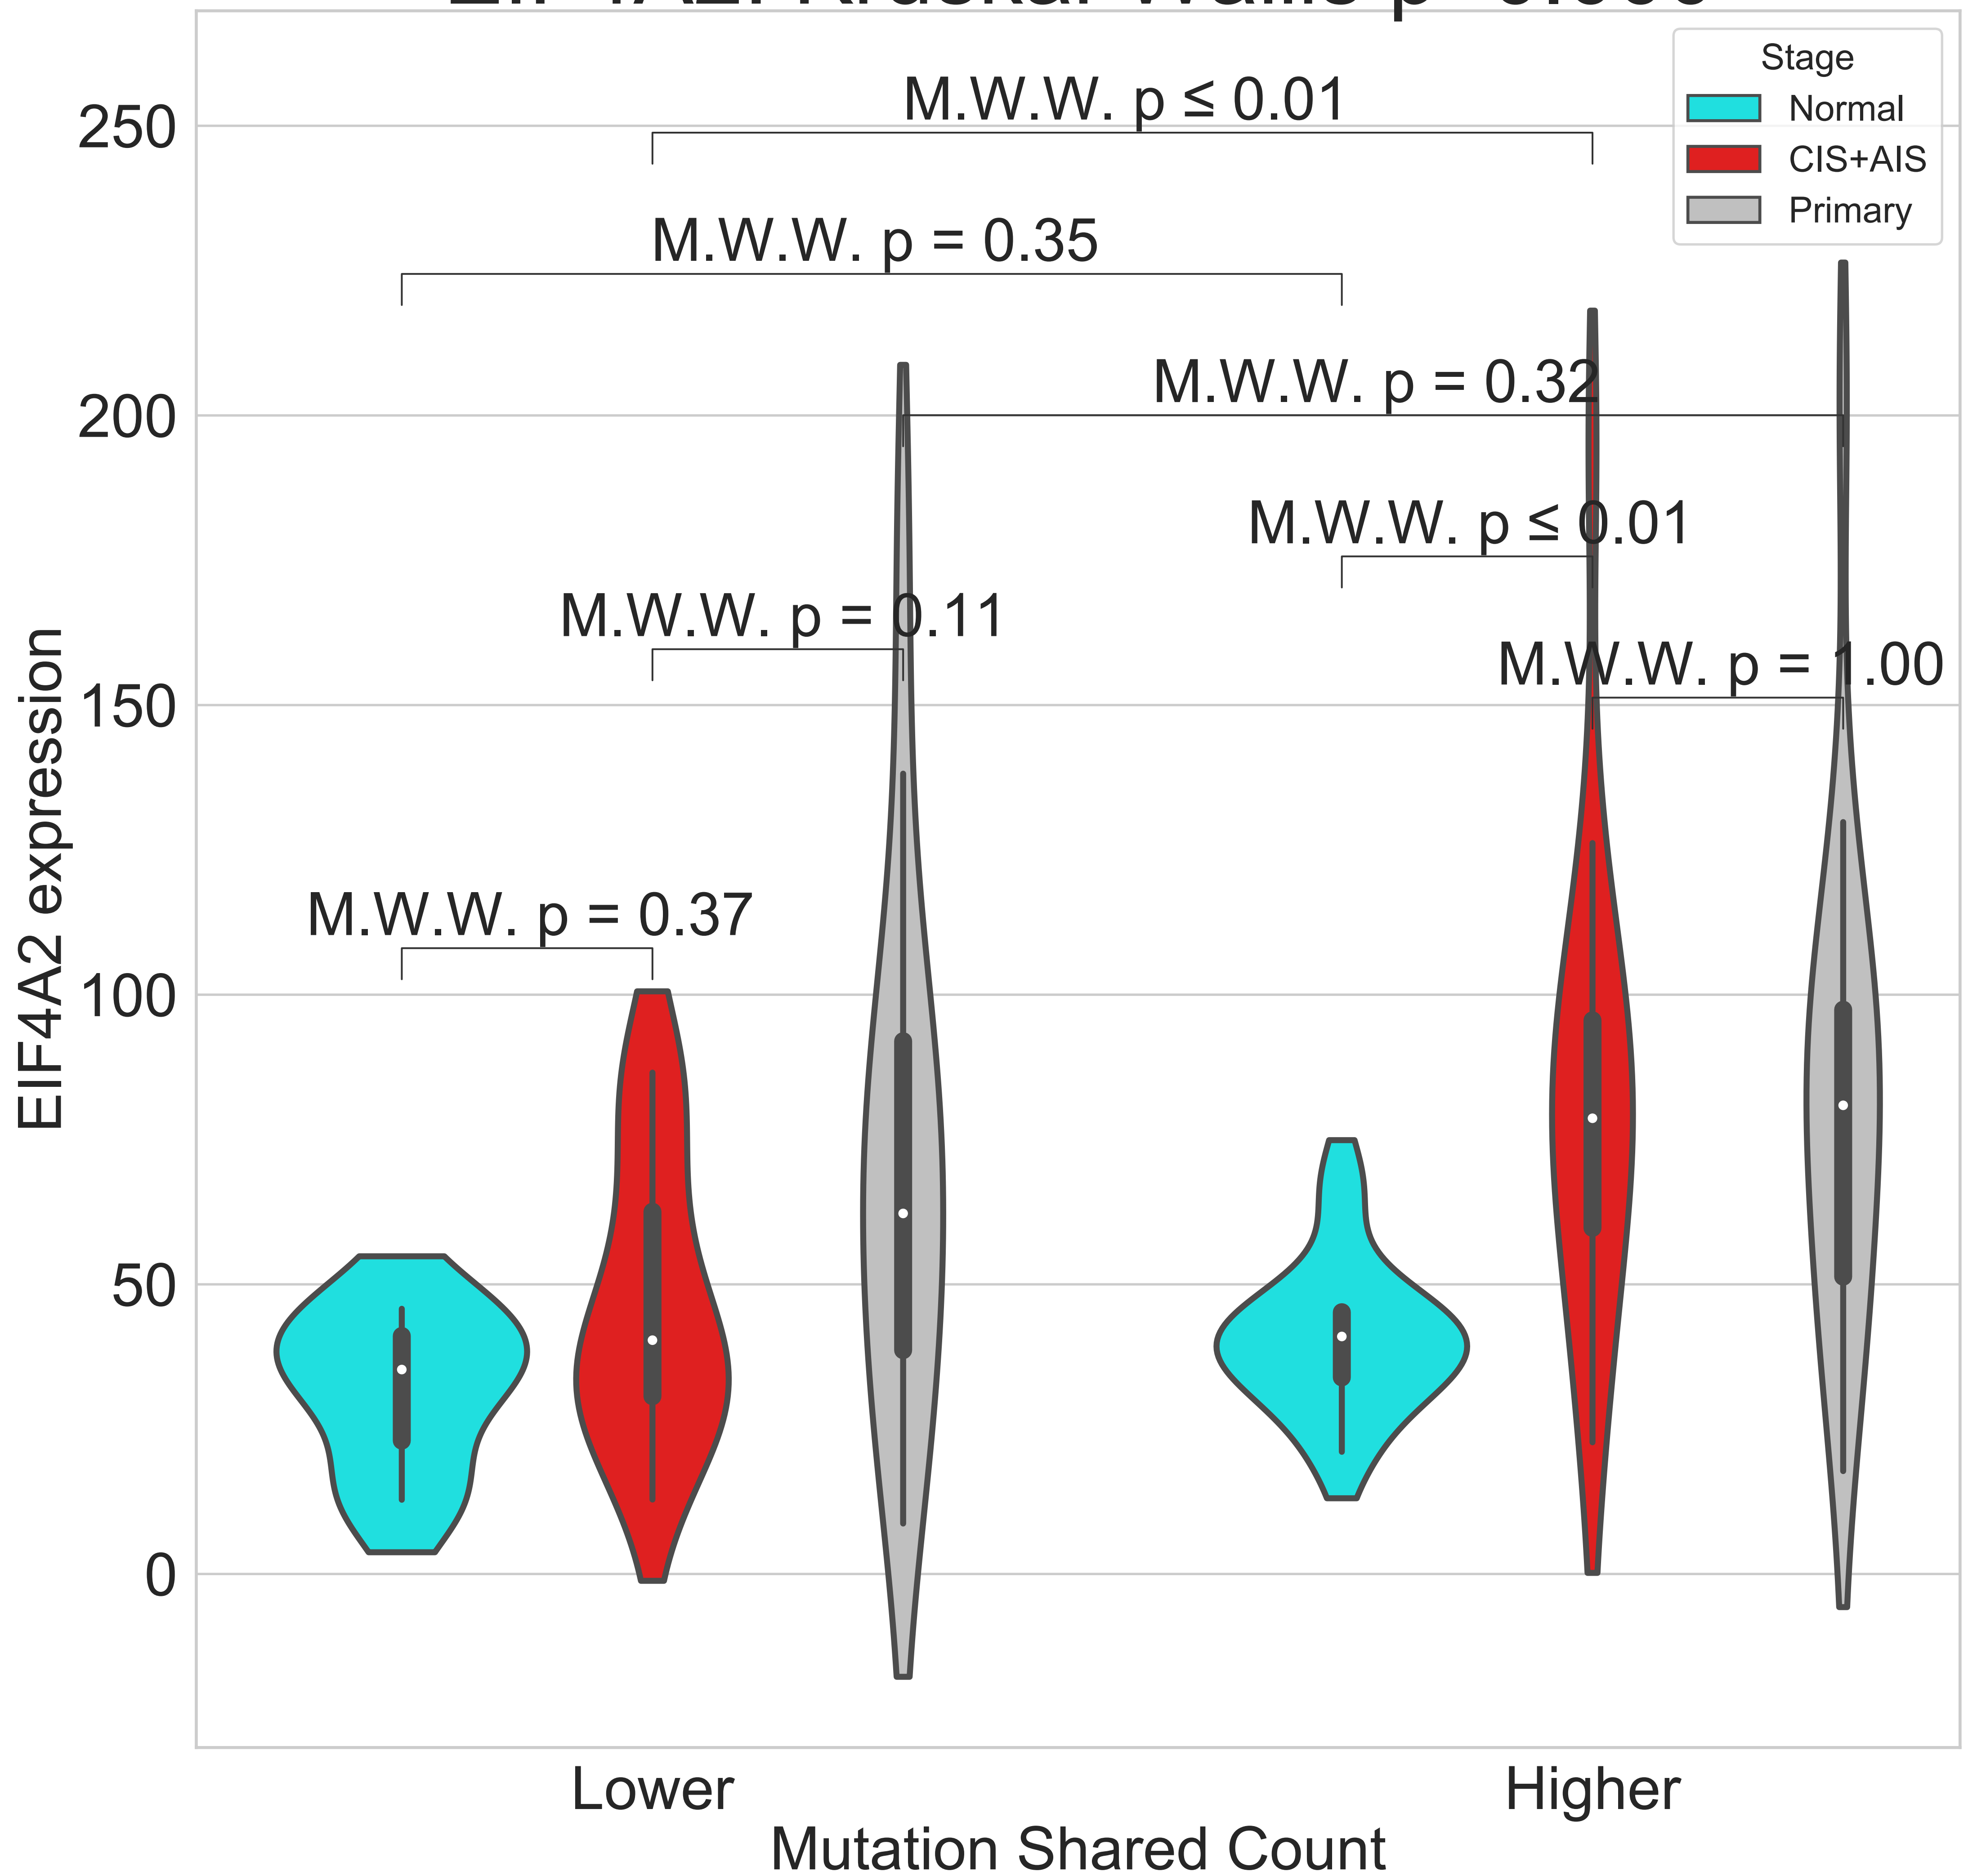 Stage
Normal
CIS+AIS
Primary
M.W.W. p ≤ 0.01
M.W.W. p = 0.35
M.W.W. p = 0.32
M.W.W. p ≤ 0.01
M.W.W. p = 0.11
M.W.W. p = 1.00
M.W.W. p = 0.37
250
200
150
100
50
0
EIF4A2 expression
Lower
Higher
Mutation Shared Count